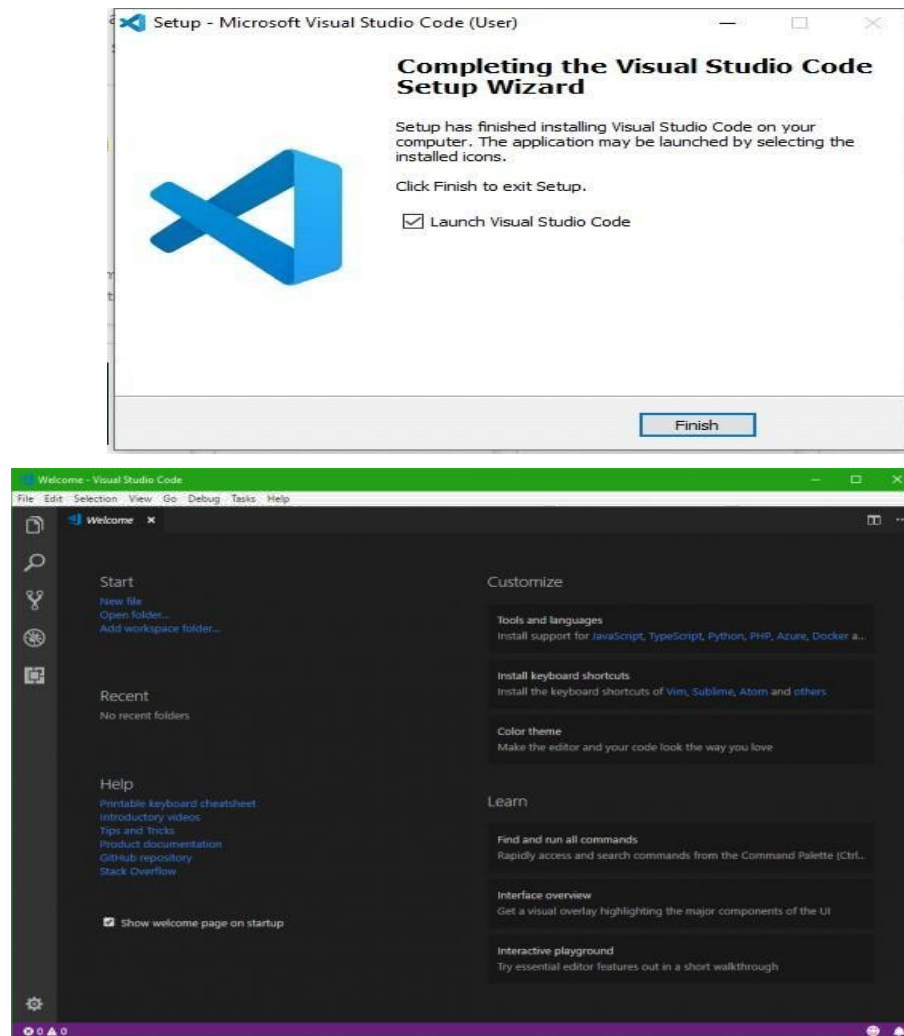 Setup - Microsoft Visual Studio Code (User)
Completing the Visual Studio Code
Setup Wizard
Setup has finished installing Visual Studio Code on your
computer. The application may be launched by selecting the
installed icons.
Click Finish to exit Setup.
Launch Visual Studio Code
Finish
Welcome - Visual Studio Code
File Edit Selection View Go Debug Tasks Help
Welcome
Start
New file
Open folder...
Add workspace folder...
Recent
No recent folders
Help
Printable keyboard cheatsheet
Introductory videos
Tips and Tricks
Product documentation
GitHub repository
Stack Overflow
Show welcome page on startup
Customize
Tools and languages
Install support for JavaScript, TypeScript, Python, PHP, Azure, Docker a...
Install keyboard shortcuts
Install the keyboard shortcuts of Vim, Sublime, Atom and others
Color theme
Make the editor and your code look the way you love
Learn
Find and run all commands
Rapidly access and search commands from the Command Palette (Ctrl...
Interface overview
Get a visual overlay highlighting the major components of the UI
Interactive playground
Try essential editor features out in a short walkthrough
0 0